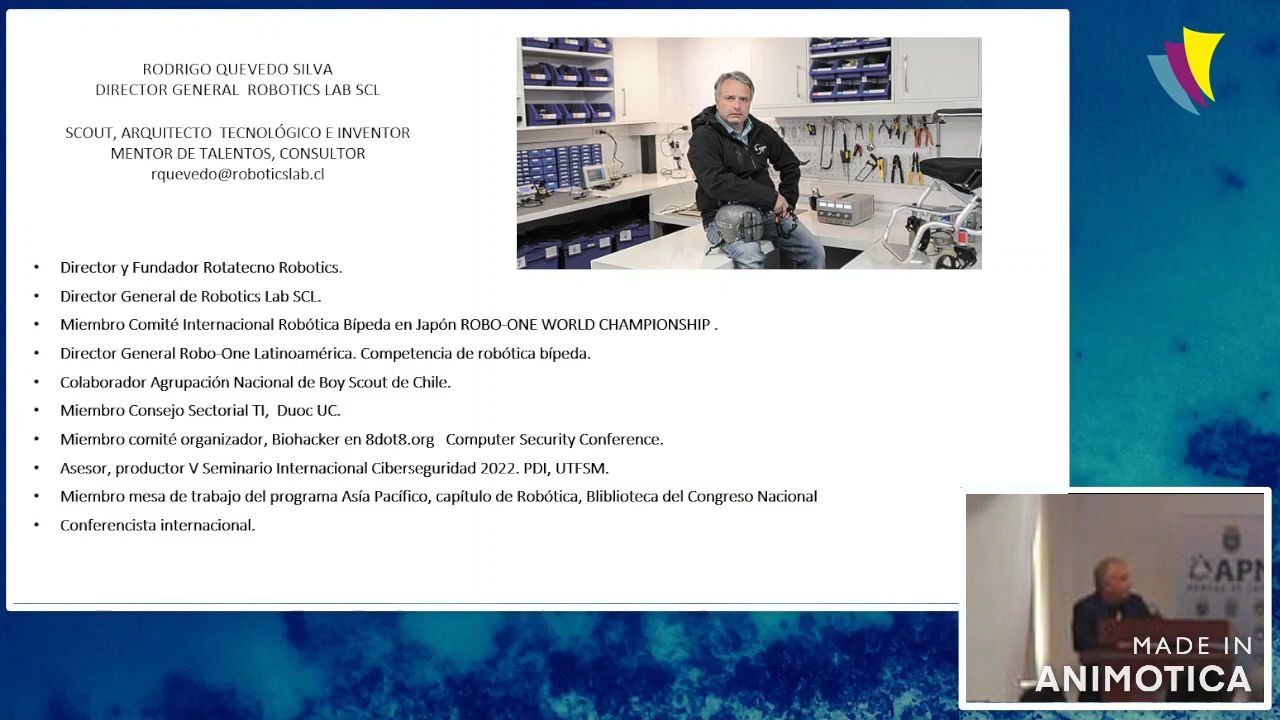 RODRIGO QUEVEDO SILVA
DIRECTOR GENERAL ROBOTICS LAB SCL
SCOUT, ARQUITECTO TECNOLÓGICO E INVENTOR
MENTOR DE TALENTOS, CONSULTOR
rquevedo@roboticslab.cl
• Director y Fundador Rotatecno Robotics.
• Director General de Robotics Lab SCL.
• Miembro Comité Internacional Robótica Bípeda en Japón ROBO-ONE WORLD CHAMPIONSHIP .
• Director General Robo-One Latinoamérica. Competencia de robótica bípeda.
• Colaborador Agrupación Nacional de Boy Scout de Chile.
• Miembro Consejo Sectorial TI, Duoc UC.
• Miembro comité organizador, Biohacker en 8dot8.org Computer Security Conference.
• Asesor, productor V Seminario Internacional Ciberseguridad 2022. PDI, UTFSM.
• Miembro mesa de trabajo del programa Asía Pacífico, capítulo de Robótica, Bliblioteca del Congreso Nacional
• Conferencista internacional.
MADE IN
ANIMOTICA